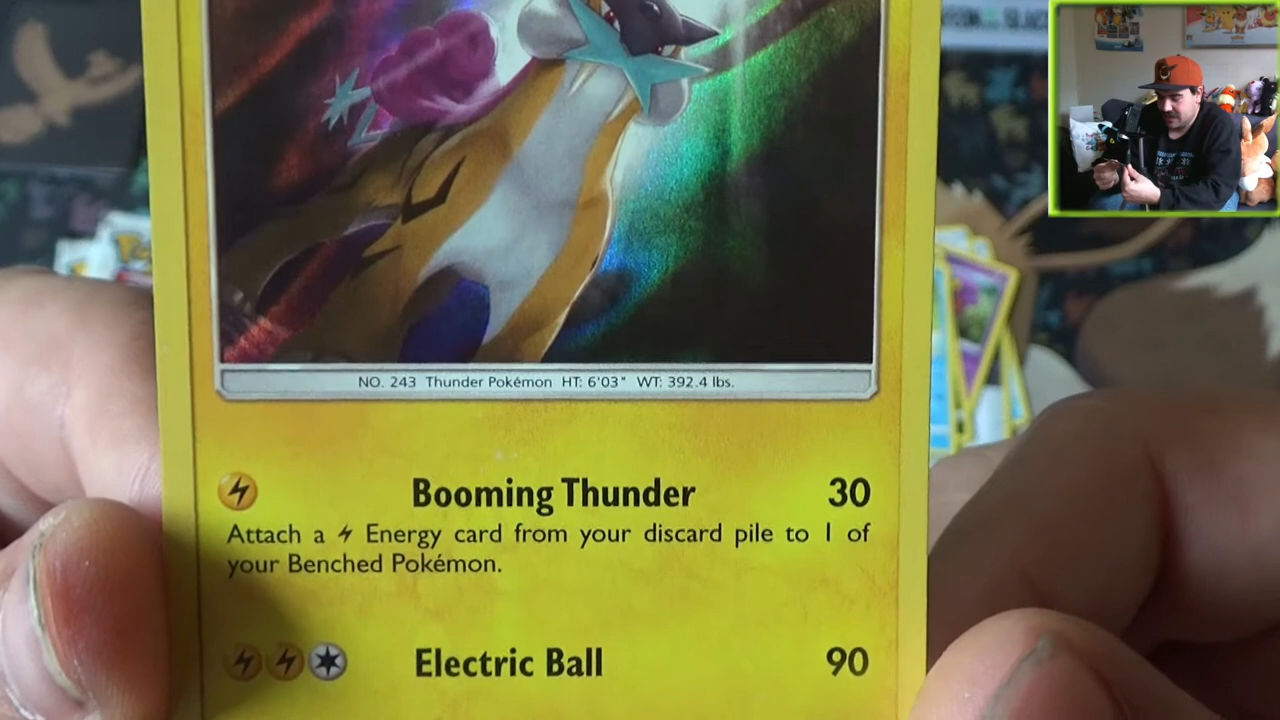 NO. 243 Thunder Pokémon HT: 6'03" WT: 392.4 lbs.
Booming Thunder 30
Attach a Energy card from your discard pile to 1 of
your Benched Pokémon.
Electric Ball 90